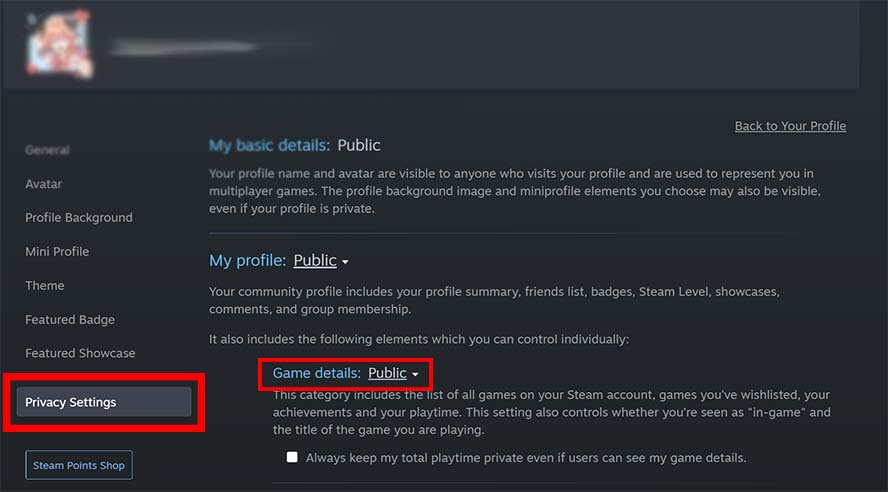 Back to Your Profile
General
Avatar
Profile Background
Mini Profile
Theme
Featured Badge
Featured Showcase
Privacy Settings
Steam Points Shop
My basic details: Public
Your profile name and avatar are visible to anyone who visits your profile and are used to represent you in
multiplayer games. The profile background image and miniprofile elements you choose may also be visible,
even if your profile is private.
My profile: Public
Your community profile includes your profile summary, friends list, badges, Steam Level, showcases,
comments, and group membership.
It also includes the following elements which you can control individually:
Game details: Public
This category includes the list of all games on your Steam account, games you've wishlisted, your
achievements and your playtime. This setting also controls whether you're seen as "in-game" and
the title of the game you are playing.
Always keep my total playtime private even if users can see my game details.